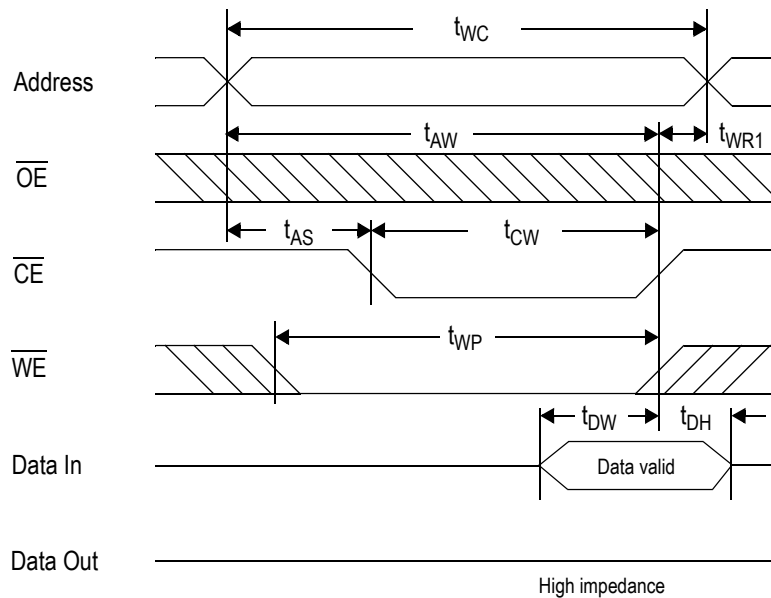 tWC
Address
tAW
tWR1
OE
tAS
tCW
CE
tWP
WE
tDW
tDH
Data In
Data valid
Data Out
High impedance